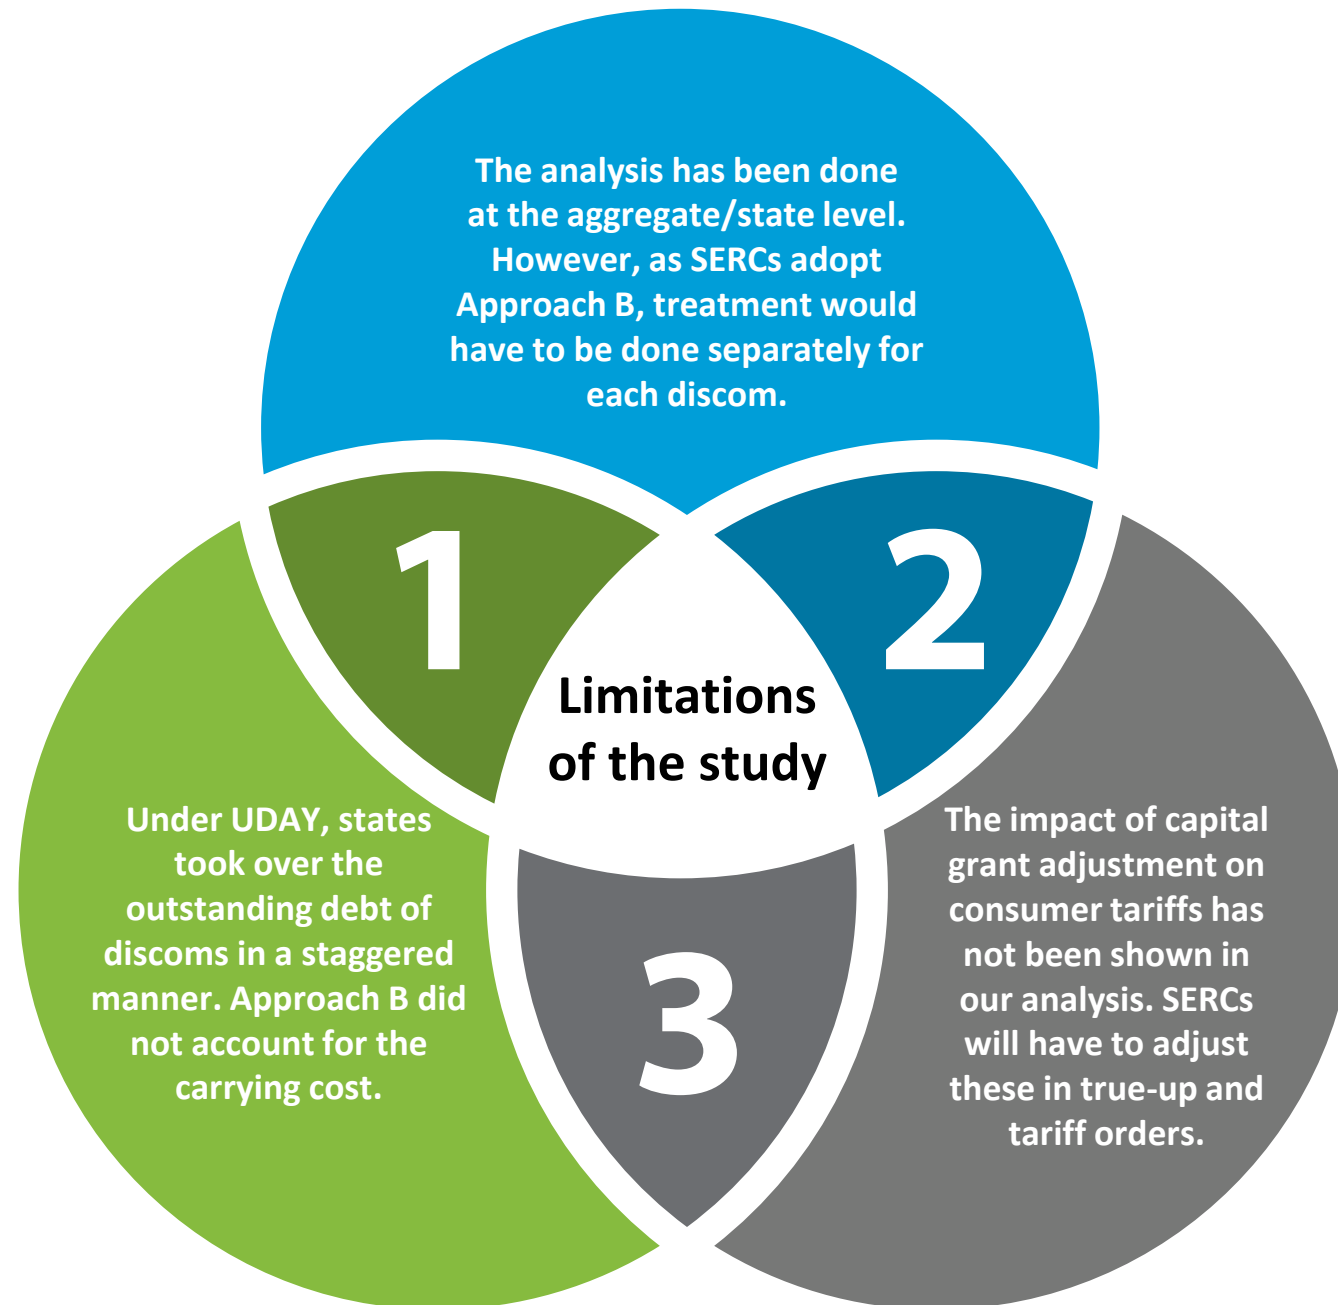 The analysis has been done
at the aggregate/state level.
However, as SERCs adopt
Approach B, treatment would
have to be done separately for
each discom.
1
2
Limitations
of the study
Under UDAY, states
took over the
outstanding debt of
discoms in a staggered
manner. Approach B did
not account for the
carrying cost.
The impact of capital
grant adjustment on
consumer tariffs has
not been shown in
our analysis. SERCs
will have to adjust
these in true-up and
tariff orders.
3